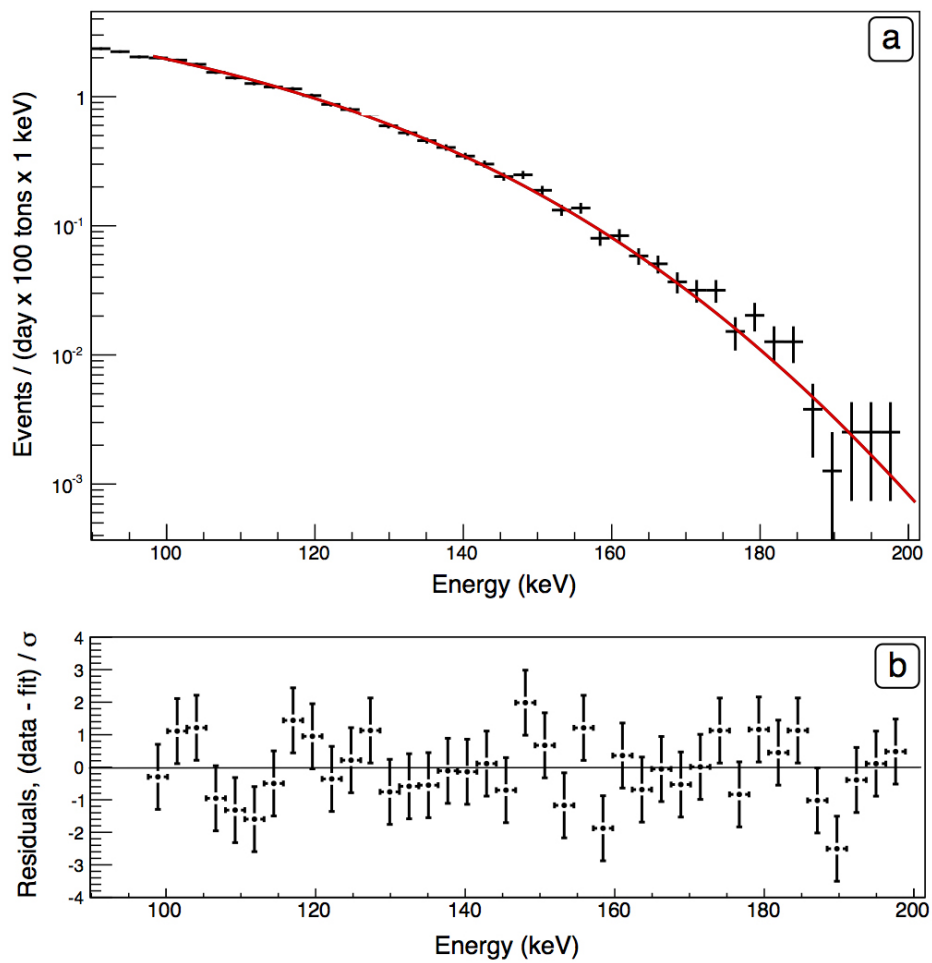 a
Events / (day x 100 tons x 1 keV)
1
10⁻¹
10⁻²
10⁻³
100 120 140 160 180 200
Energy (keV)
b
Residuals, (data - fit) / σ
4
3
2
1
0
-1
-2
-3
-4
100 120 140 160 180 200
Energy (keV)